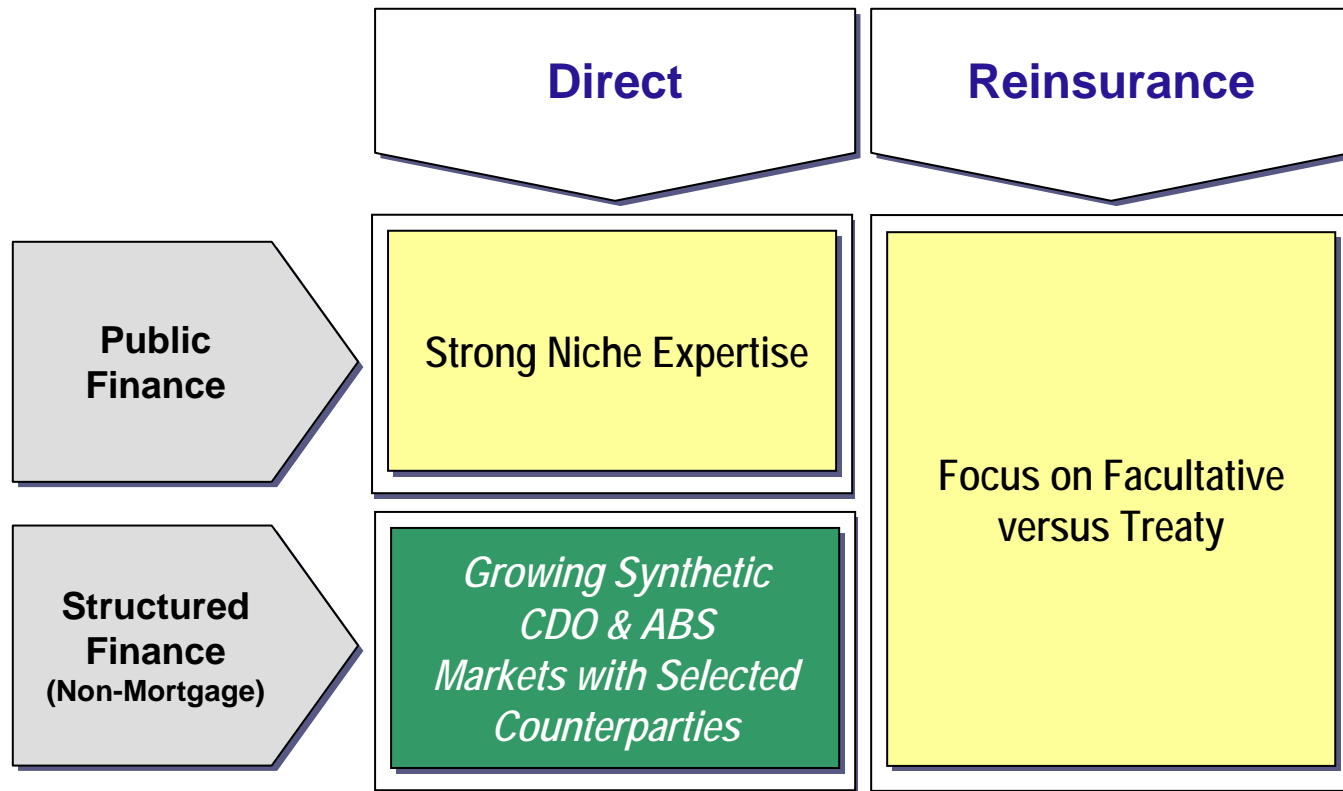 Direct
Reinsurance
Public
Finance
Strong Niche Expertise
Focus on Facultative
versus Treaty
Structured
Finance
(Non-Mortgage)
Growing Synthetic
CDO & ABS
Markets with Selected
Counterparties